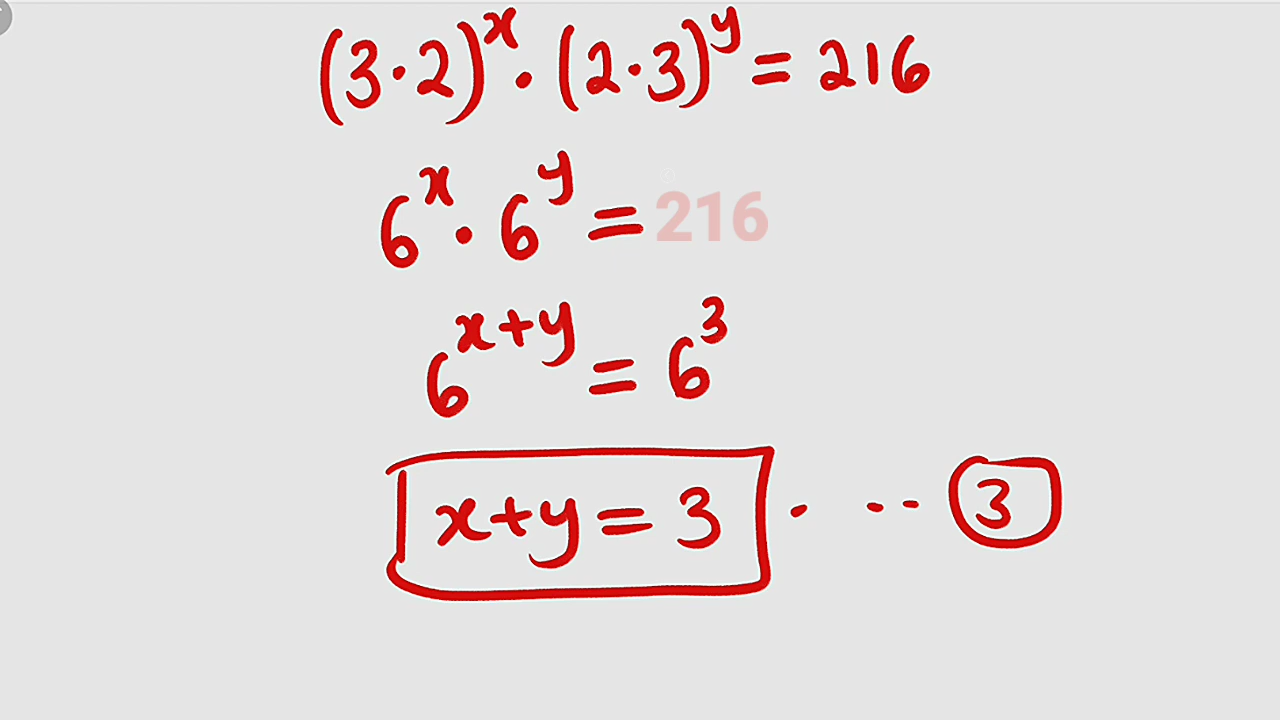 (3·2)^x · (2·3)^y = 216
6^x · 6^y = 216
6^(x+y) = 6^3
x+y = 3 · ·· 3